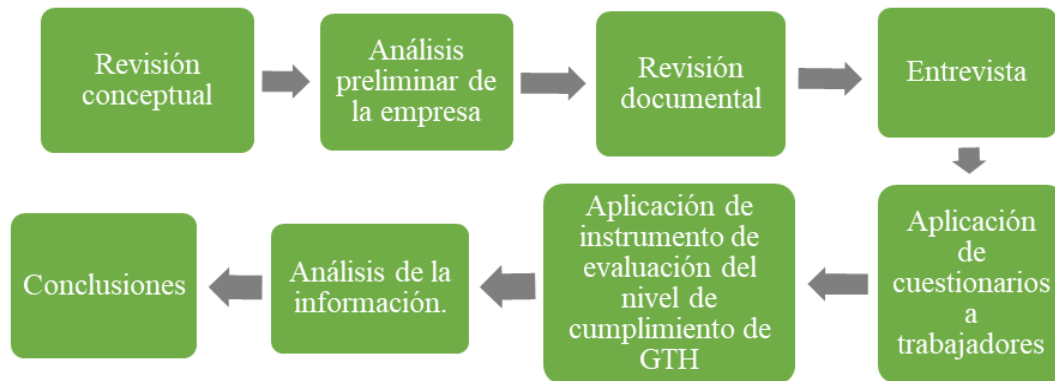 Revisión
conceptual
Análisis
preliminar de
la empresa
Revisión
documental
Entrevista
Aplicación
de
cuestionarios
a
trabajadores
Aplicación de
instrumento de
evaluación del
nivel de
cumplimiento de
GTH
Análisis de la
información.
Conclusiones